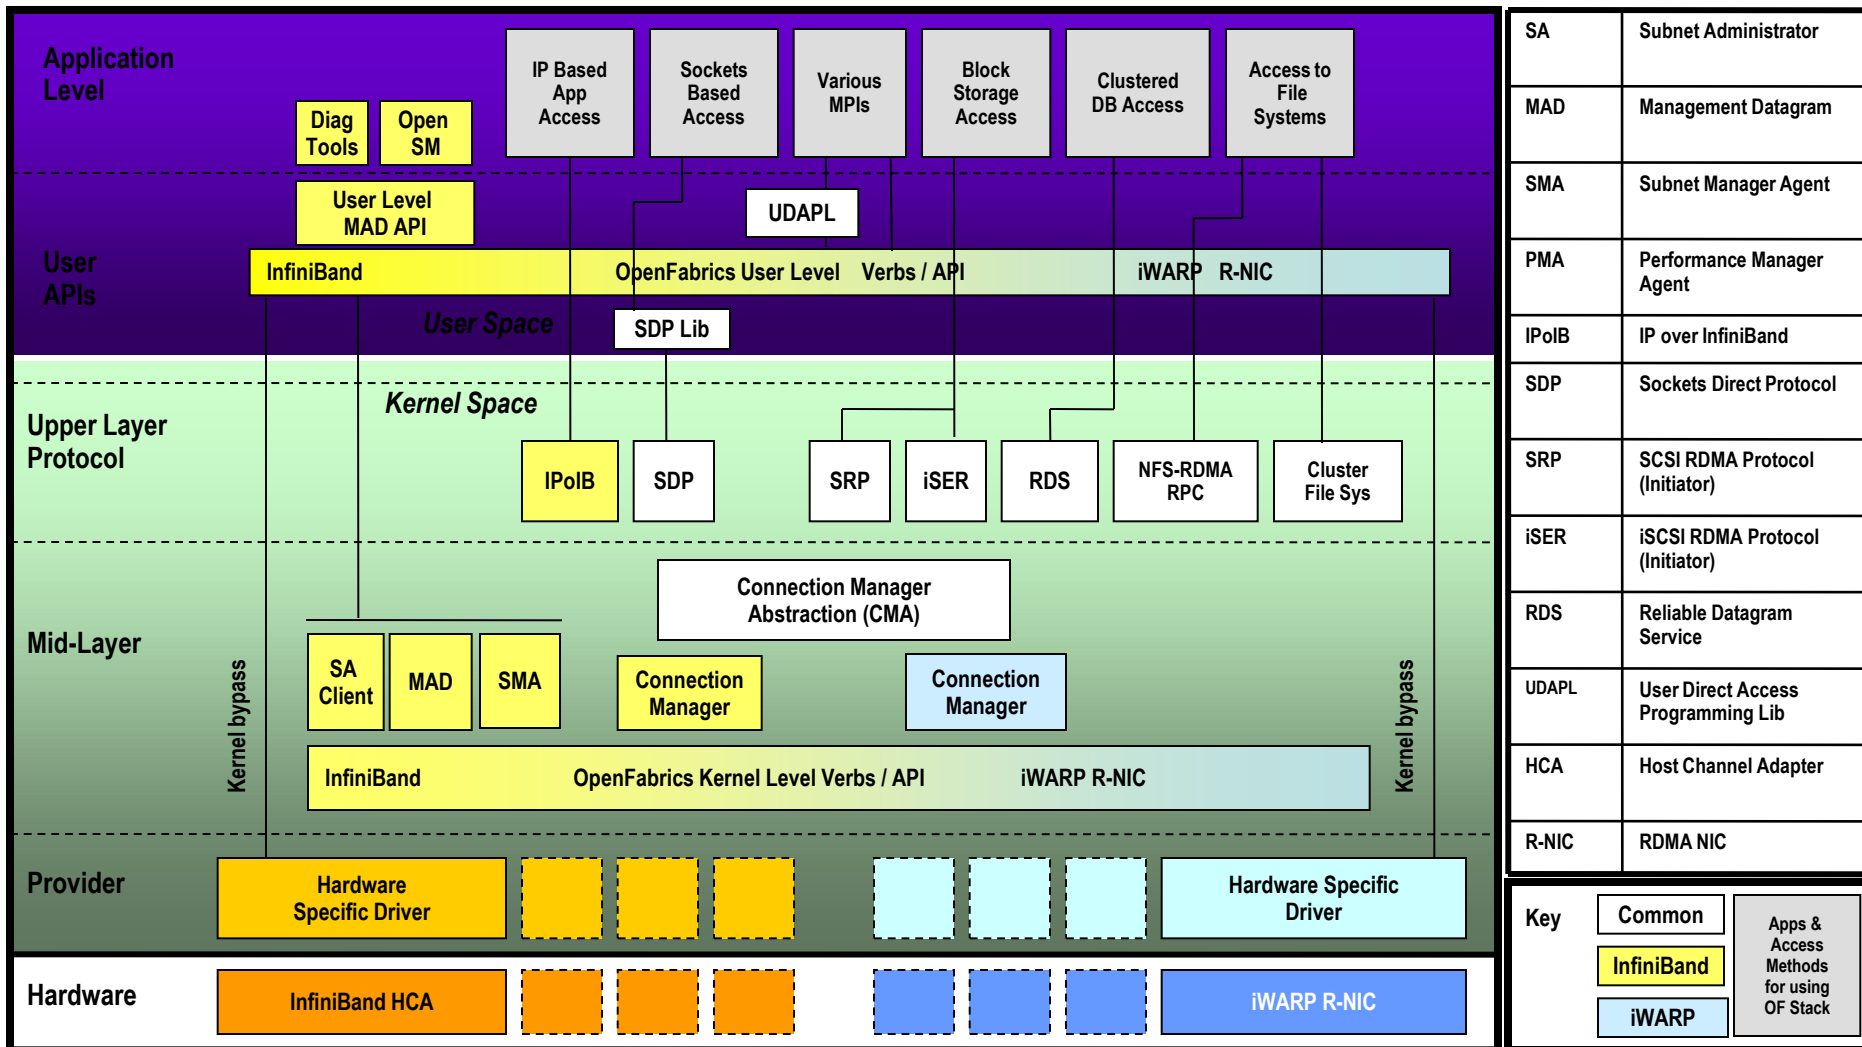 Application
Level
Diag
Tools
Open
SM
IP Based
App
Access
Sockets
Based
Access
Various
MPIs
Block
Storage
Access
Clustered
DB Access
Access to
File
Systems
User Level
MAD API
UDAPL
User
APIs
InfiniBand OpenFabrics User Level Verbs / API iWARP R-NIC
User Space
SDP Lib
Kernel Space
Upper Layer
Protocol
IPoIB
SDP
SRP
iSER
RDS
NFS-RDMA
RPC
Cluster
File Sys
Connection Manager
Abstraction (CMA)
Mid-Layer
SA
Client
MAD
SMA
Connection
Manager
Connection
Manager
Kernel bypass
Kernel bypass
InfiniBand OpenFabrics Kernel Level Verbs / API iWARP R-NIC
Provider
Hardware
Specific Driver
Hardware Specific
Driver
Hardware
InfiniBand HCA
iWARP R-NIC
SA Subnet Administrator
MAD Management Datagram
SMA Subnet Manager Agent
PMA Performance Manager
Agent
IPoIB IP over InfiniBand
SDP Sockets Direct Protocol
SRP SCSI RDMA Protocol
(Initiator)
iSER iSCSI RDMA Protocol
(Initiator)
RDS Reliable Datagram
Service
UDAPL User Direct Access
Programming Lib
HCA Host Channel Adapter
R-NIC RDMA NIC
Key
Common
InfiniBand
iWARP
Apps &
Access
Methods
for using
OF Stack